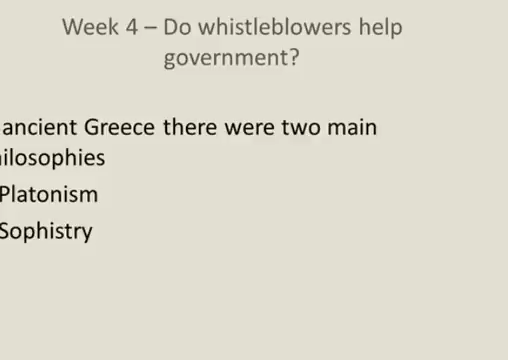 Week 4 – Do whistleblowers help
government?
ancient Greece there were two main
ilosophies
Platonism
Sophistry